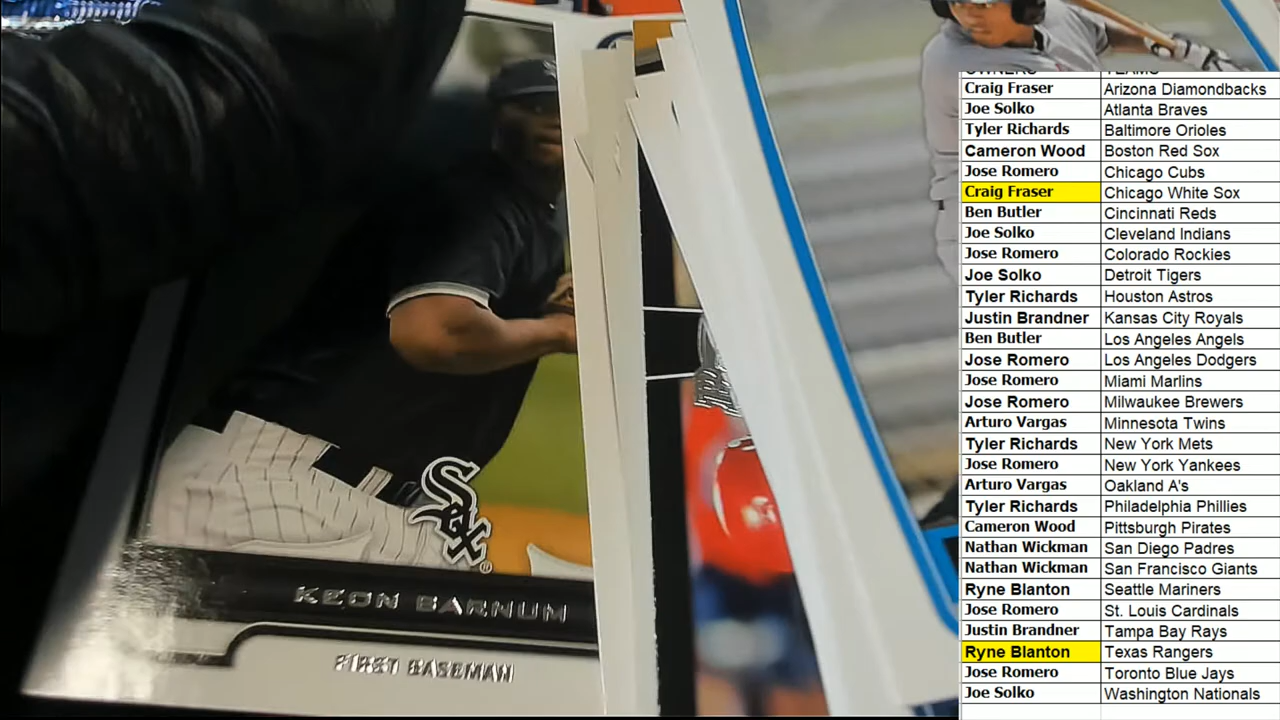 Sox
®
KEON BARNUM
FIRST BASEMAN
OWNERS TEAMS
Craig Fraser Arizona Diamondbacks
Joe Solko Atlanta Braves
Tyler Richards Baltimore Orioles
Cameron Wood Boston Red Sox
Jose Romero Chicago Cubs
Craig Fraser Chicago White Sox
Ben Butler Cincinnati Reds
Joe Solko Cleveland Indians
Jose Romero Colorado Rockies
Joe Solko Detroit Tigers
Tyler Richards Houston Astros
Justin Brandner Kansas City Royals
Ben Butler Los Angeles Angels
Jose Romero Los Angeles Dodgers
Jose Romero Miami Marlins
Jose Romero Milwaukee Brewers
Arturo Vargas Minnesota Twins
Tyler Richards New York Mets
Jose Romero New York Yankees
Arturo Vargas Oakland A's
Tyler Richards Philadelphia Phillies
Cameron Wood Pittsburgh Pirates
Nathan Wickman San Diego Padres
Nathan Wickman San Francisco Giants
Ryne Blanton Seattle Mariners
Jose Romero St. Louis Cardinals
Justin Brandner Tampa Bay Rays
Ryne Blanton Texas Rangers
Jose Romero Toronto Blue Jays
Joe Solko Washington Nationals